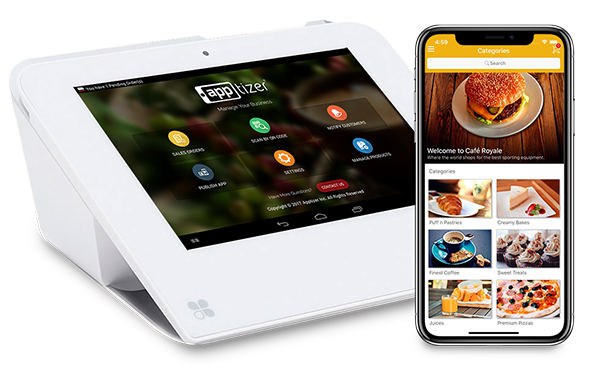 You have 1 Pending Order(s)
apptizer
Manage Your Business
SALES ORDERS
SCAN BY QR CODE
NOTIFY CUSTOMERS
PUBLISH APP
SETTINGS
MANAGE PRODUCTS
Have More Questions?
CONTACT US
Copyright © 2017 Apptizer Inc. All Rights Reserved
4:59
Categories
Search
Welcome to Café Royale
Where the world shops for the best sporting equipment.
Categories
Puff n Pastries
Creamy Bakes
Finest Coffee
Sweet Treats
Juices
Premium Pizzas